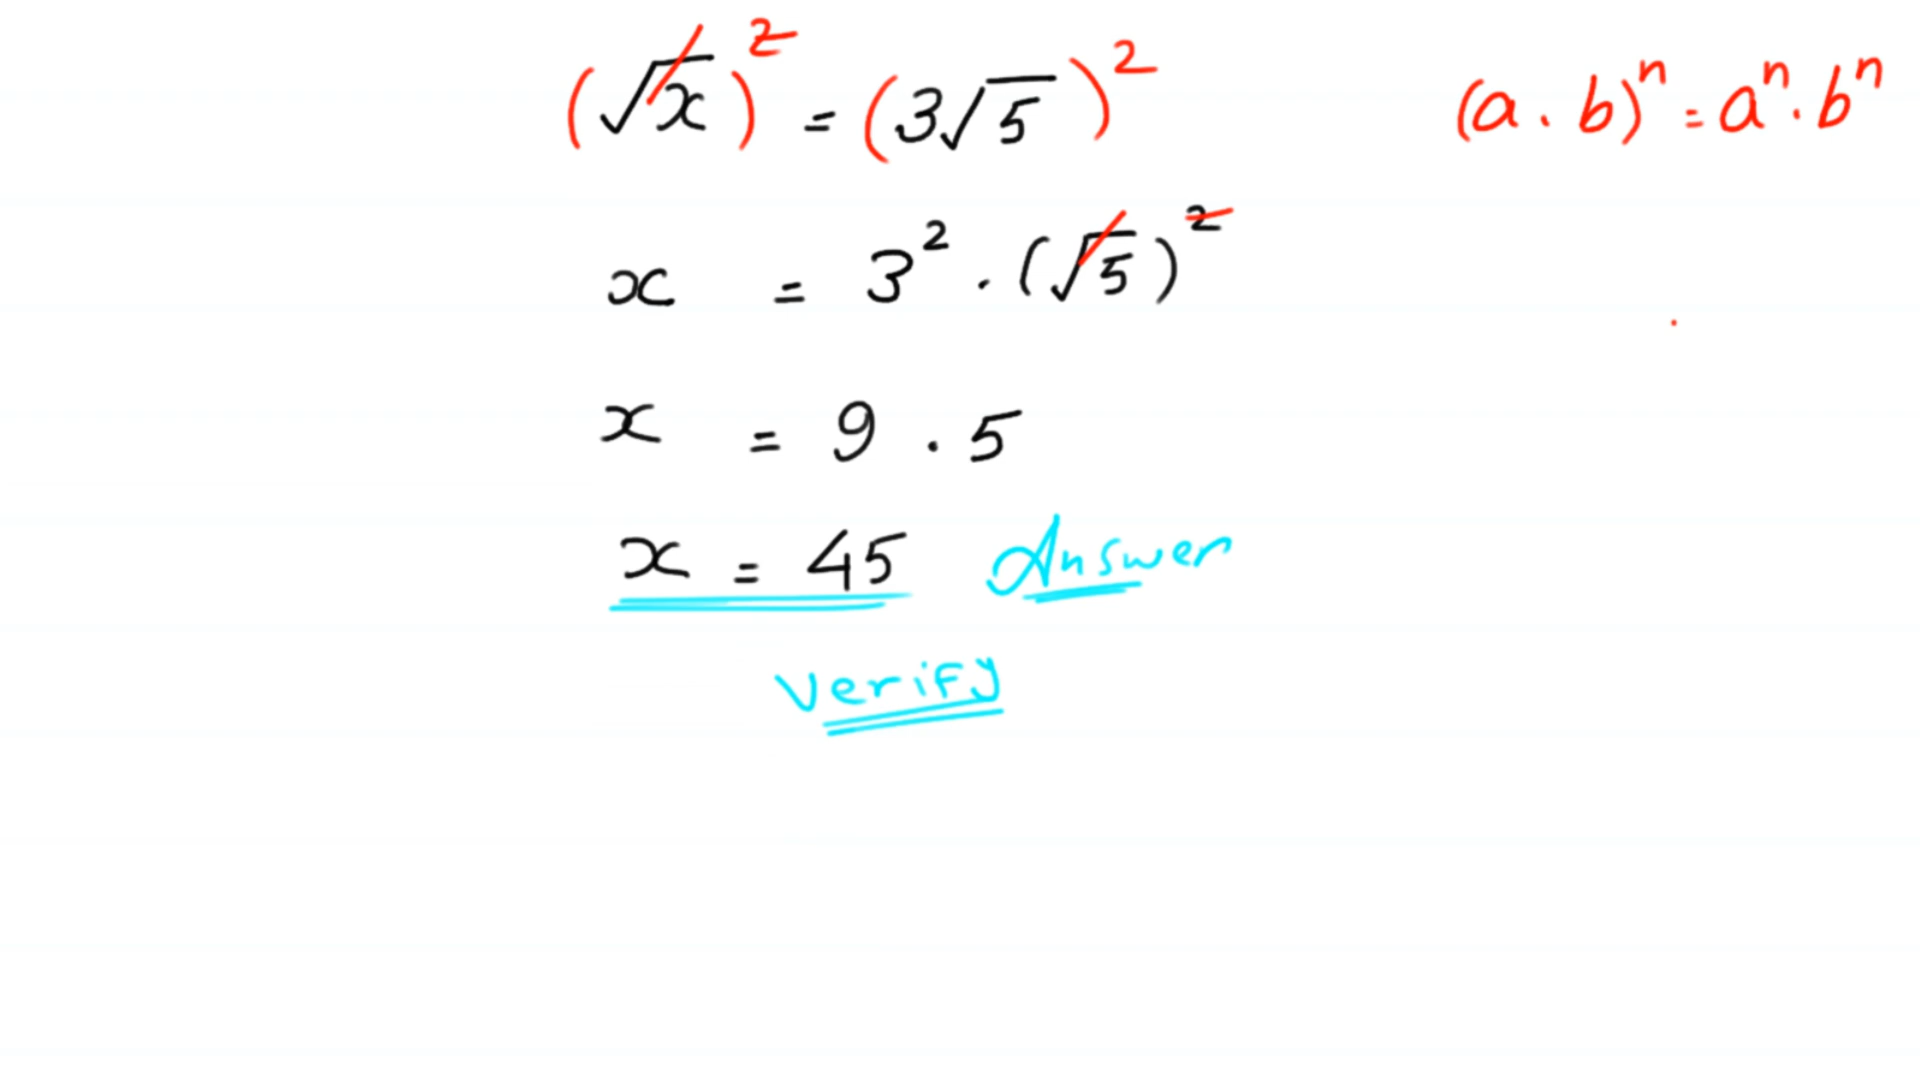 (√x)² = (3√5)² (a · b)ⁿ = aⁿ · bⁿ
x = 3² · (√5)²
x = 9 · 5
x = 45 Answer
Verify